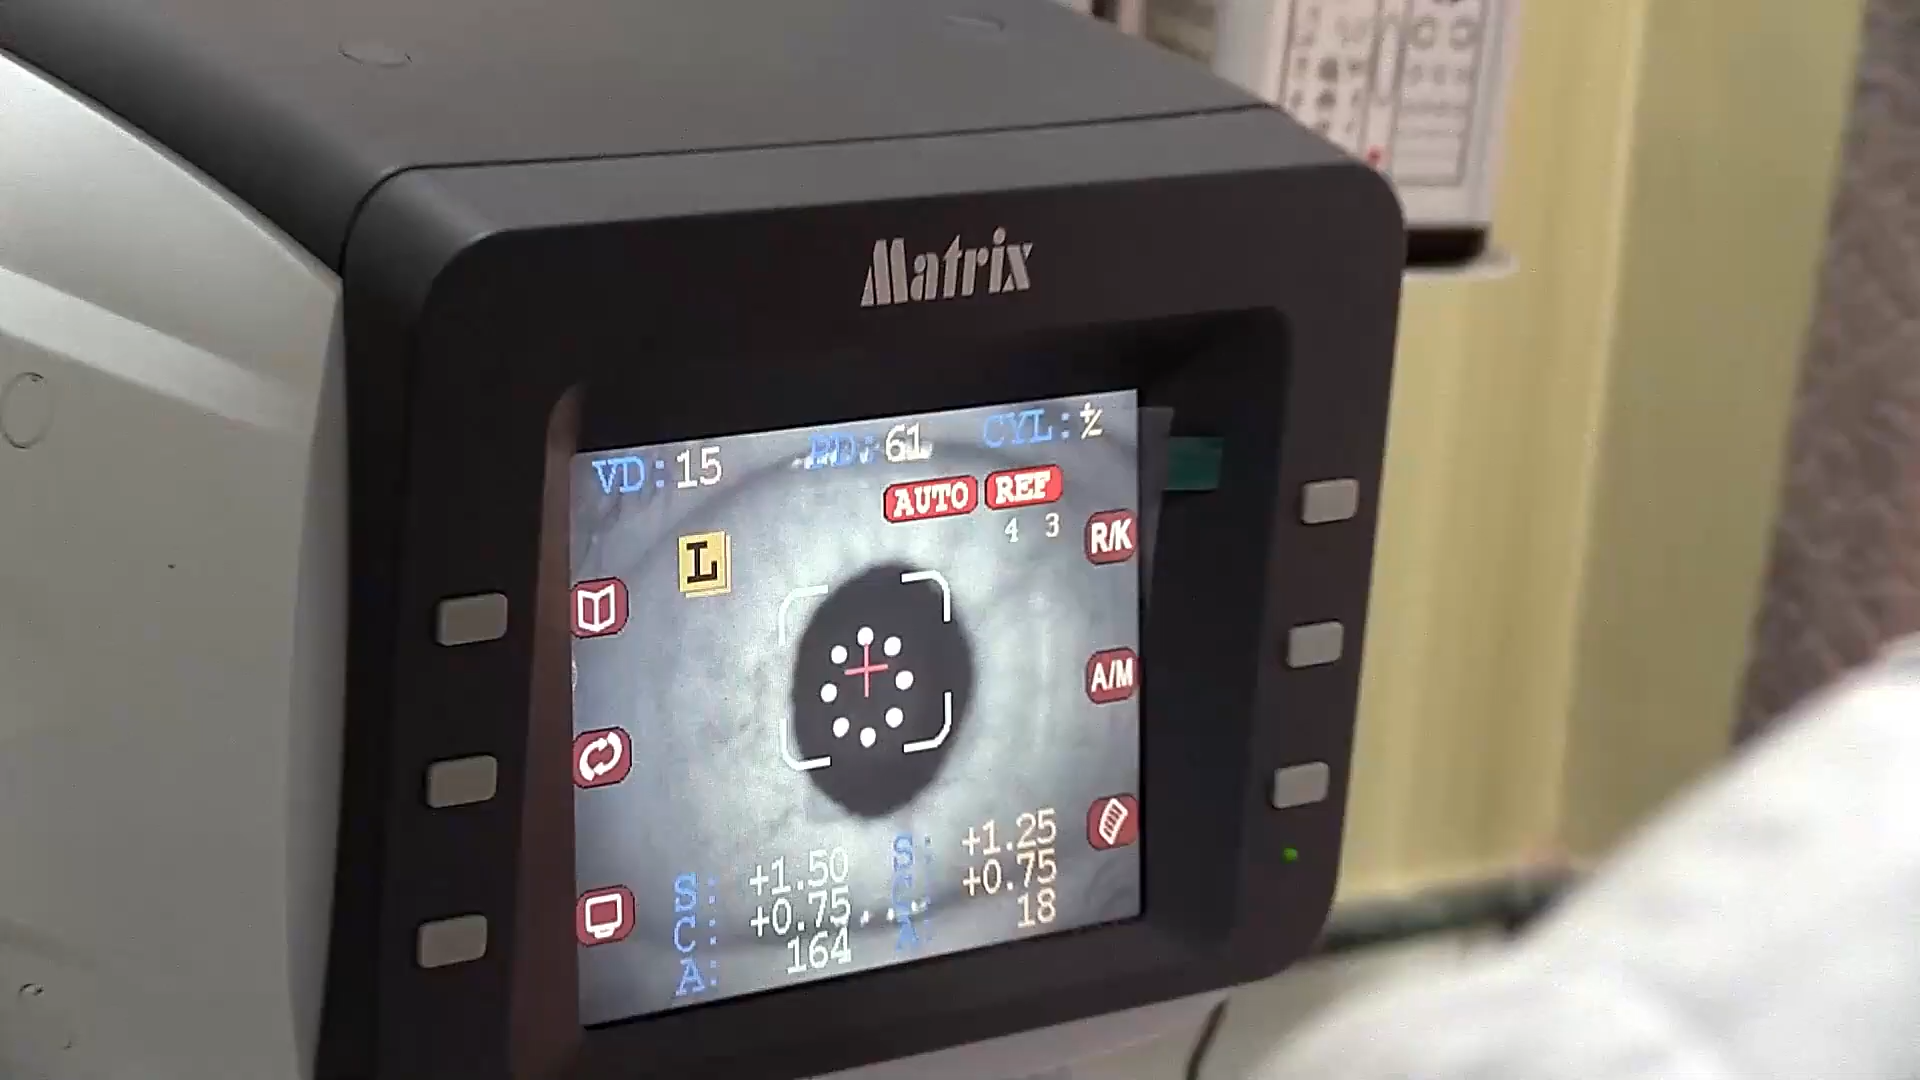 Matrix
VD:15 PD:61 CYL:±
AUTO REF
4 3
R/K
L
A/M
S: +1.50 S: +1.25
C: +0.75 C: +0.75
A: 164 A: 18